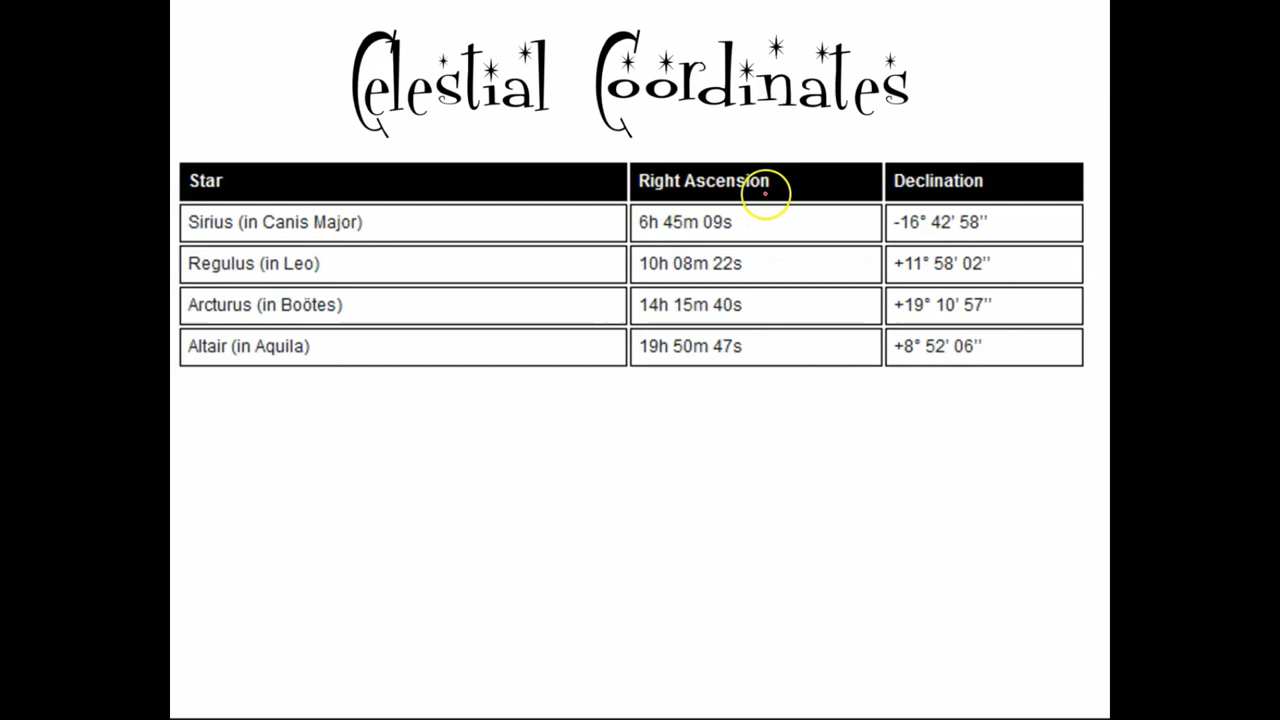 Celestial Coordinates
Star Right Ascension Declination
Sirius (in Canis Major) 6h 45m 09s -16° 42’ 58’’
Regulus (in Leo) 10h 08m 22s +11° 58’ 02’’
Arcturus (in Boötes) 14h 15m 40s +19° 10’ 57’’
Altair (in Aquila) 19h 50m 47s +8° 52’ 06’’